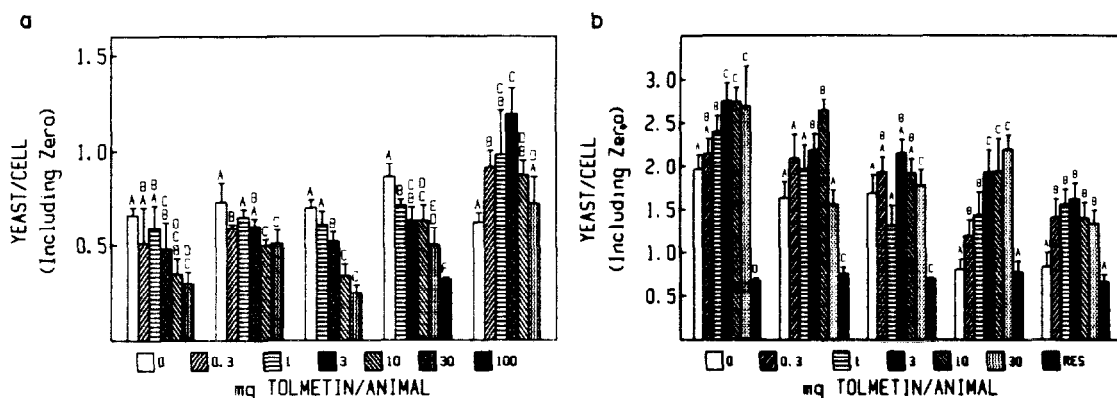 a
YEAST/CELL
(Including Zero)
1.5
1.0
0.5
A
B
A
B
A
C
B
D
C
B
D
C
A
B
A
B
A
C
C
A
A
B
C
C
A
B
C
B
D
C
E
D
F
A
B
C
B
C
D
B
D
A
0 0.3 1 3 10 30 100
mg TOLMETIN/ANIMAL
b
YEAST/CELL
(Including Zero)
3.0
2.5
2.0
1.5
1.0
0.5
A
B
A
B
C
C
C
D
A
A
A
A
B
A
C
A
B
A
A
B
A
B
A
C
A
B
B
C
C
A
A
B
B
B
B
B
A
0 0.3 1 3 10 30 RES
mg TOLMETIN/ANIMAL